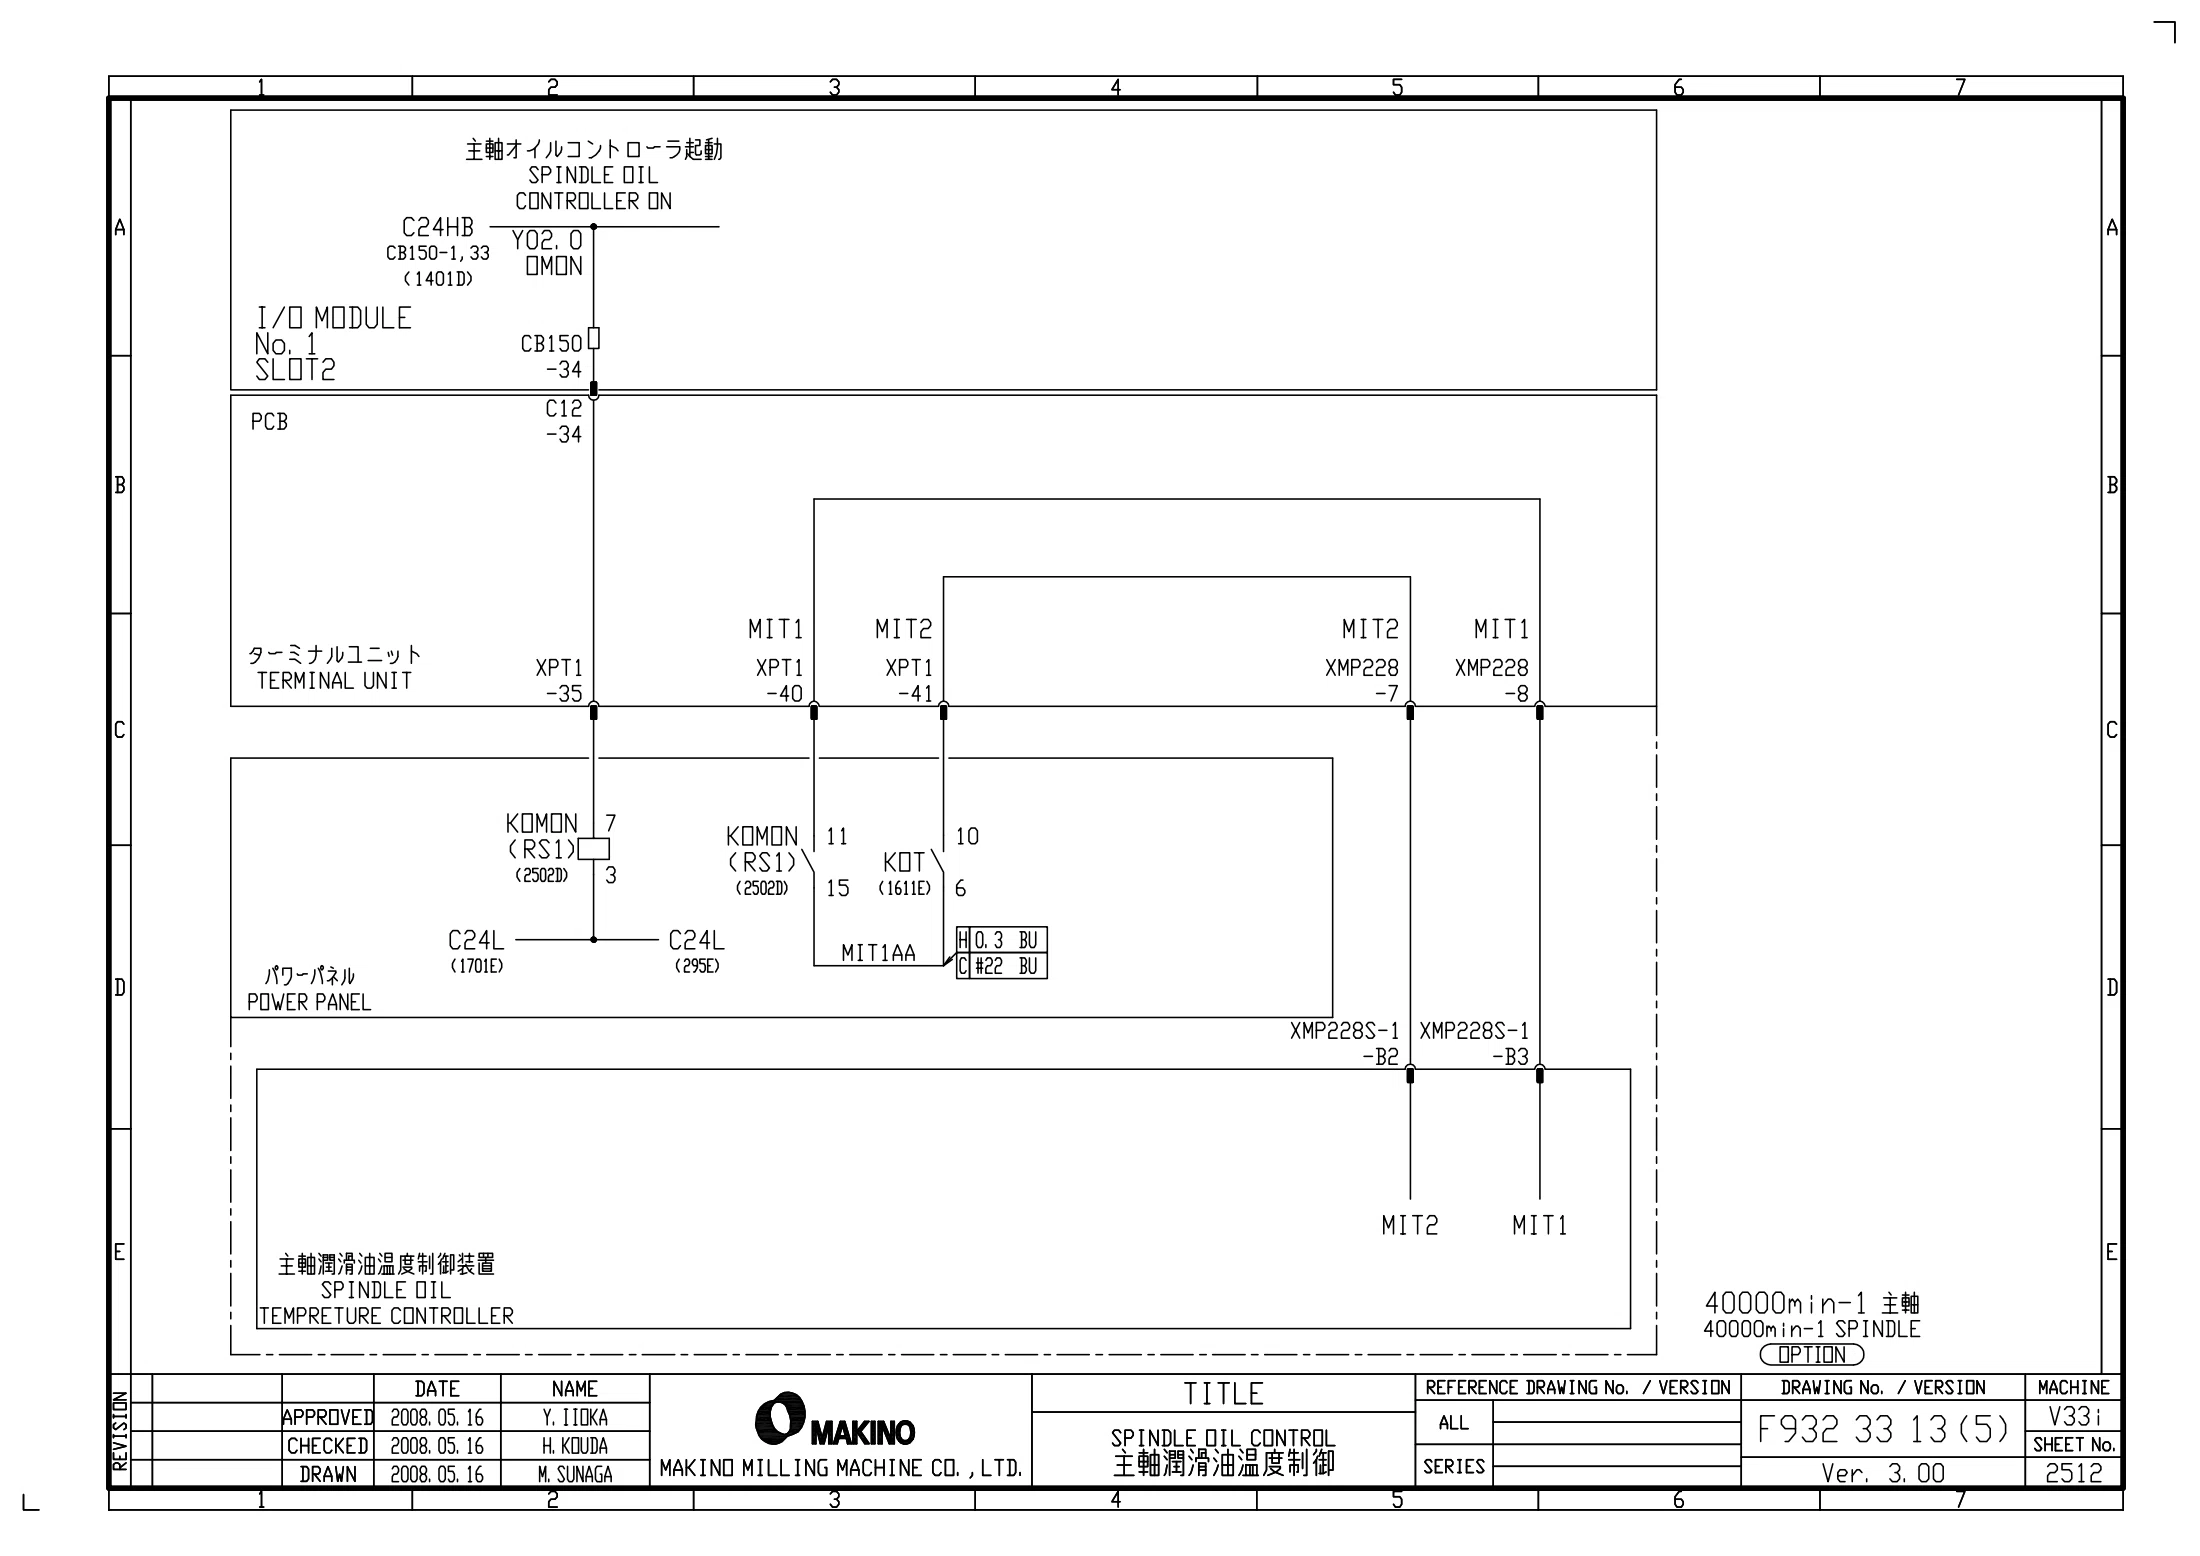 1 2 3 4 5 6 7
A
B
C
D
E
A
B
C
D
E
主軸オイルコントローラ起動
SPINDLE OIL
CONTROLLER ON
C24HB
CB150-1,33
(1401D)
Y02.0
OMON
I/O MODULE
No.1
SLOT2
CB150
-34
PCB
C12
-34
ターミナルユニット
TERMINAL UNIT
XPT1
-35
MIT1
XPT1
-40
MIT2
XPT1
-41
MIT2
XMP228
-7
MIT1
XMP228
-8
KOMON
(RS1)
(2502D)
7
3
KOMON
(RS1)
(2502D)
11
15
KOT
(1611E)
10
6
C24L
(1701E)
C24L
(295E)
MIT1AA
H 0.3 BU
C #22 BU
パワーパネル
POWER PANEL
XMP228S-1
-B2
XMP228S-1
-B3
MIT2
MIT1
主軸潤滑油温度制御装置
SPINDLE OIL
TEMPRETURE CONTROLLER
40000min-1 主軸
40000min-1 SPINDLE
OPTION
REVISION
DATE NAME
APPROVED 2008.05.16 Y.IIOKA
CHECKED 2008.05.16 H.KOUDA
DRAWN 2008.05.16 M.SUNAGA
MAKINO
MAKINO MILLING MACHINE CO.,LTD.
TITLE
SPINDLE OIL CONTROL
主軸潤滑油温度制御
REFERENCE DRAWING No. / VERSION
ALL
SERIES
DRAWING No. / VERSION
F932 33 13(5)
Ver. 3.00
MACHINE
V33i
SHEET No.
2512
1 2 3 4 5 6 7